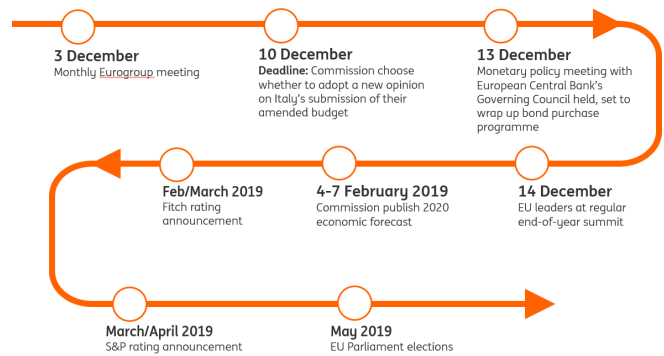 3 December
Monthly Eurogroup meeting
10 December
Deadline: Commission choose
whether to adopt a new opinion
on Italy's submission of their
amended budget
13 December
Monetary policy meeting with
European Central Bank's
Governing Council held, set to
wrap up bond purchase
programme
14 December
EU leaders at regular
end-of-year summit
4-7 February 2019
Commission publish 2020
economic forecast
Feb/March 2019
Fitch rating
announcement
March/April 2019
S&P rating announcement
May 2019
EU Parliament elections